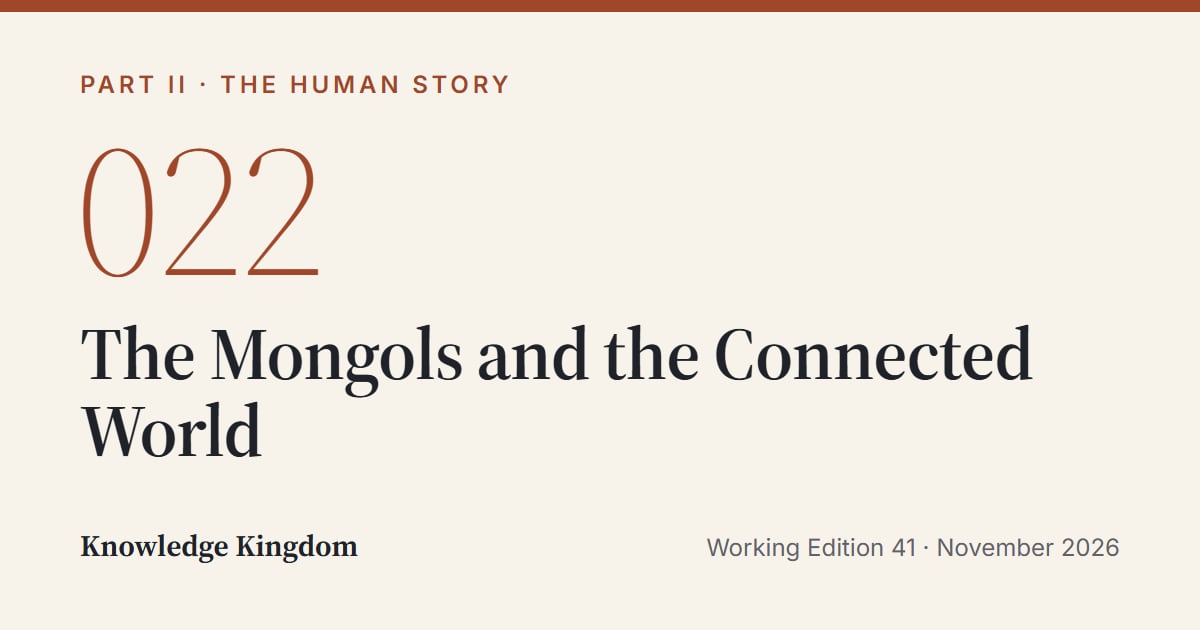 PART II · THE HUMAN STORY
022
The Mongols and the Connected
World
Knowledge Kingdom
Working Edition 41 · November 2026